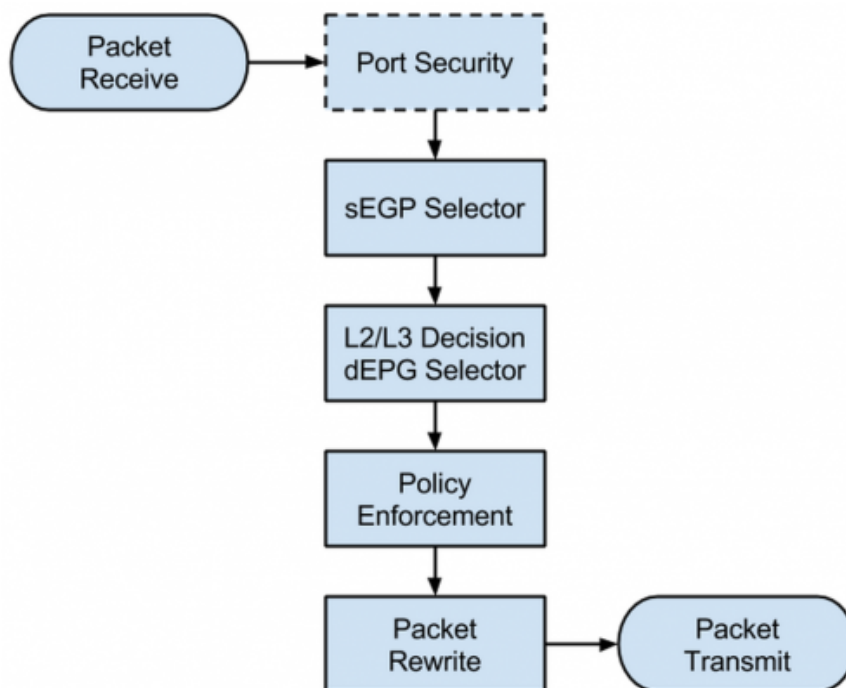 Packet
Receive
Port Security
sEGP Selector
L2/L3 Decision
dEPG Selector
Policy
Enforcement
Packet
Rewrite
Packet
Transmit